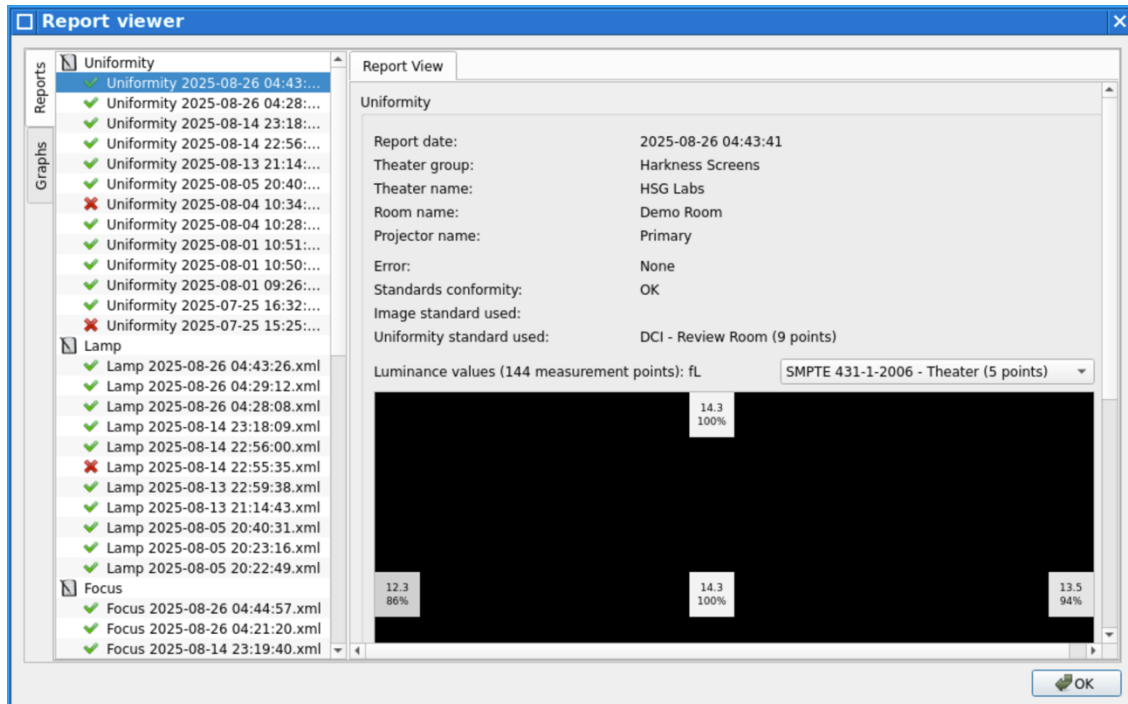 Report viewer
Reports
Graphs
Uniformity
Uniformity 2025-08-26 04:43:...
Uniformity 2025-08-26 04:28:...
Uniformity 2025-08-14 23:18:...
Uniformity 2025-08-14 22:56:...
Uniformity 2025-08-13 21:14:...
Uniformity 2025-08-05 20:40:...
Uniformity 2025-08-04 10:34:...
Uniformity 2025-08-04 10:28:...
Uniformity 2025-08-01 10:51:...
Uniformity 2025-08-01 10:50:...
Uniformity 2025-08-01 09:26:...
Uniformity 2025-07-25 16:32:...
Uniformity 2025-07-25 15:25:...
Lamp
Lamp 2025-08-26 04:43:26.xml
Lamp 2025-08-26 04:29:12.xml
Lamp 2025-08-26 04:28:08.xml
Lamp 2025-08-14 23:18:09.xml
Lamp 2025-08-14 22:56:00.xml
Lamp 2025-08-14 22:55:35.xml
Lamp 2025-08-13 22:59:38.xml
Lamp 2025-08-13 21:14:43.xml
Lamp 2025-08-05 20:40:31.xml
Lamp 2025-08-05 20:23:16.xml
Lamp 2025-08-05 20:22:49.xml
Focus
Focus 2025-08-26 04:44:57.xml
Focus 2025-08-26 04:21:20.xml
Focus 2025-08-14 23:19:40.xml
Report View
Uniformity
Report date: 2025-08-26 04:43:41
Theater group: Harkness Screens
Theater name: HSG Labs
Room name: Demo Room
Projector name: Primary
Error: None
Standards conformity: OK
Image standard used:
Uniformity standard used: DCI - Review Room (9 points)
Luminance values (144 measurement points): fL SMPTE 431-1-2006 - Theater (5 points)
14.3
100%
12.3 14.3 13.5
86% 100% 94%
OK